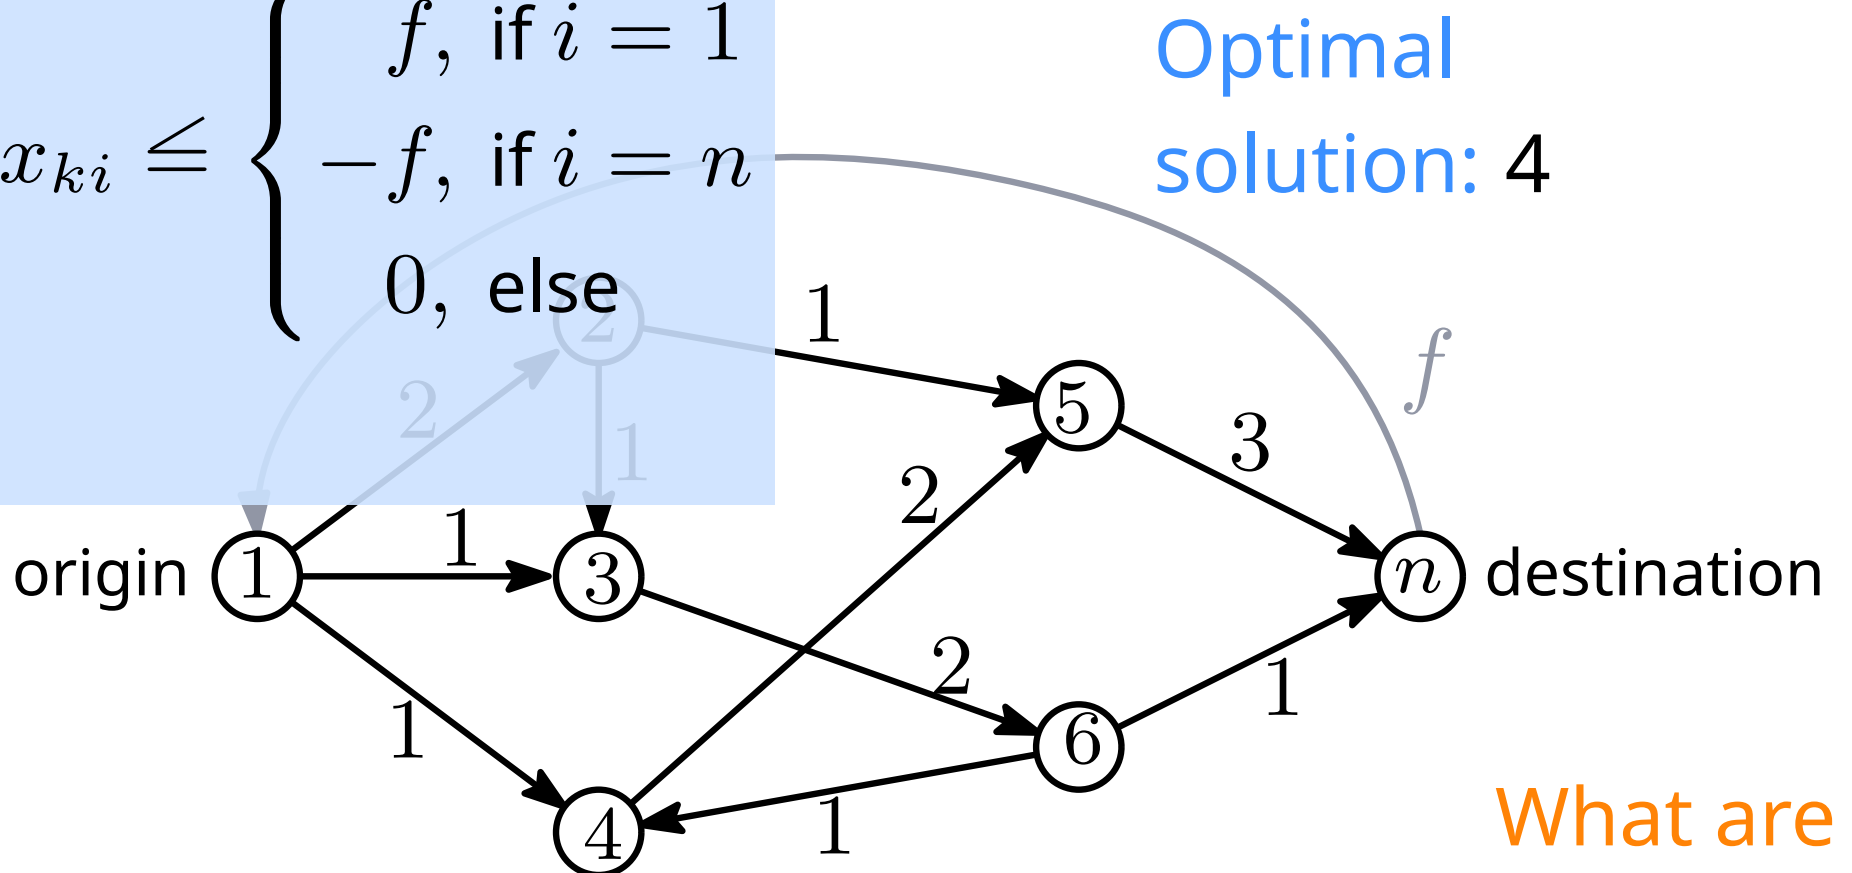 f, if i = 1
x_{ki} ≦ { −f, if i = n
0, else
Optimal
solution: 4
f
2
1
5
3
2
1
2
1
origin
1
3
n
destination
2
1
1
6
4
1
What are